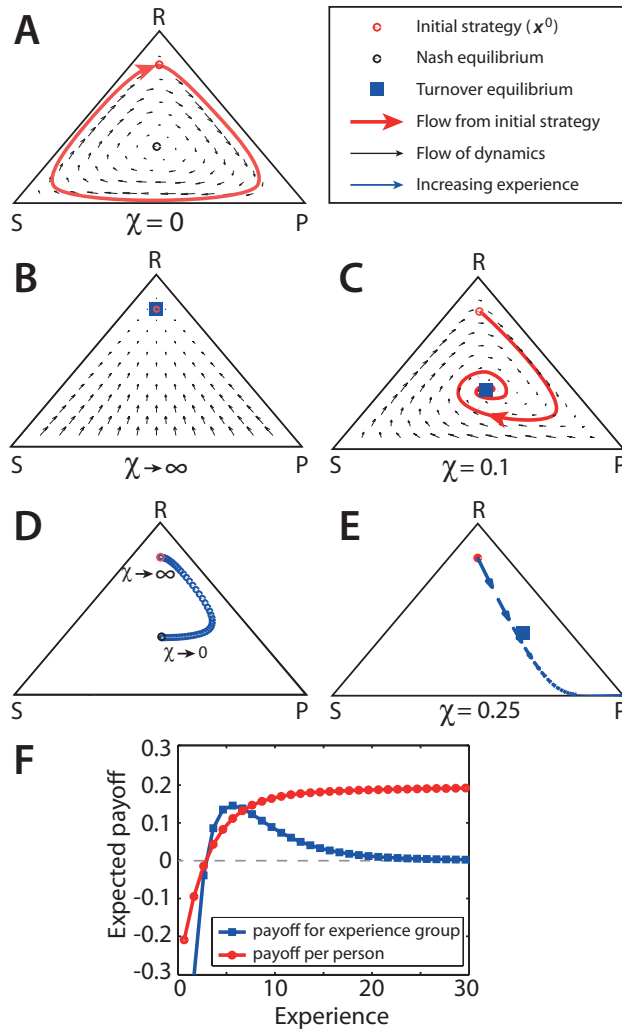 A
R
S
P
χ = 0
Initial strategy (x⁰)
Nash equilibrium
Turnover equilibrium
Flow from initial strategy
Flow of dynamics
Increasing experience
B
R
S
P
χ → ∞
C
R
S
P
χ = 0.1
D
R
χ → ∞
χ → 0
S
P
E
R
S
P
χ = 0.25
F
Expected payoff
0.3
0.2
0.1
0
-0.1
-0.2
-0.3
payoff for experience group
payoff per person
0 10 20 30
Experience